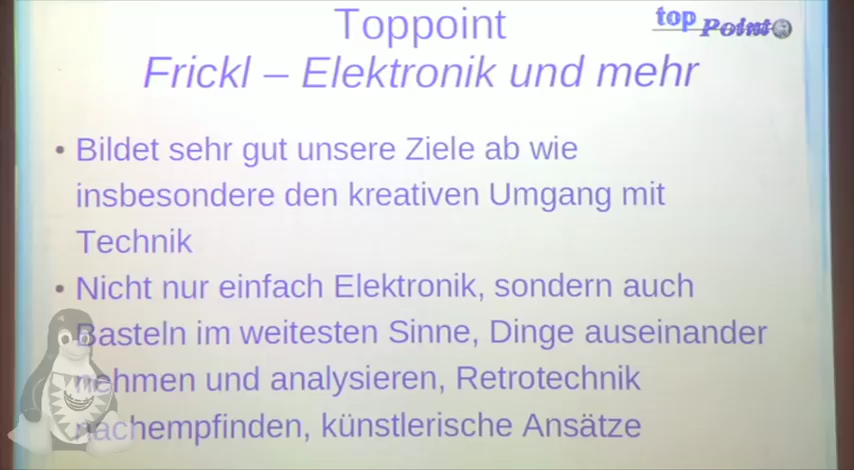 Toppoint
top Point
Frickl – Elektronik und mehr
• Bildet sehr gut unsere Ziele ab wie
insbesondere den kreativen Umgang mit
Technik
• Nicht nur einfach Elektronik, sondern auch
Basteln im weitesten Sinne, Dinge auseinander
nehmen und analysieren, Retrotechnik
nachempfinden, künstlerische Ansätze